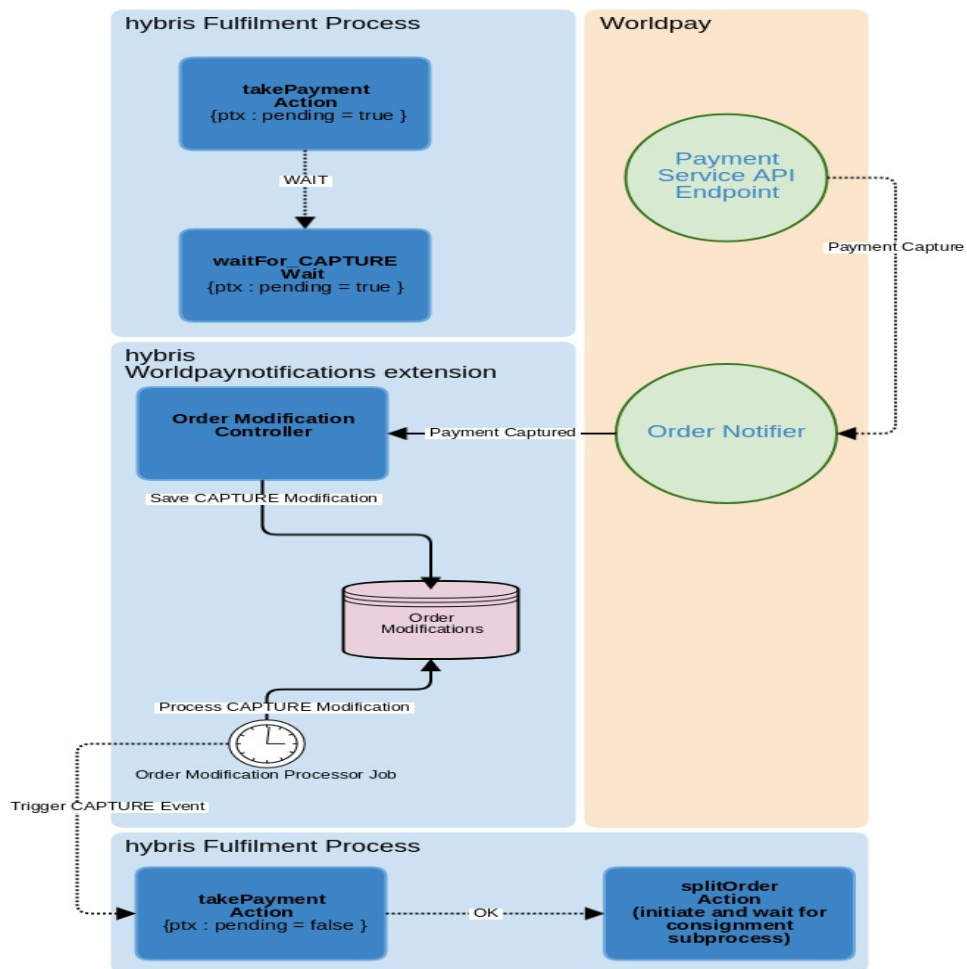 hybris Fulfilment Process
Worldpay
takePayment
Action
{ptx : pending = true }
WAIT
waitFor_CAPTURE
Wait
{ptx : pending = true }
Payment
Service API
Endpoint
Payment Capture
hybris
Worldpaynotifications extension
Order Modification
Controller
Payment Captured
Order Notifier
Save CAPTURE Modification
Order
Modifications
Process CAPTURE Modification
Order Modification Processor Job
Trigger CAPTURE Event
hybris Fulfilment Process
takePayment
Action
{ptx : pending = false }
OK
splitOrder
Action
(initiate and wait for
consignment
subprocess)